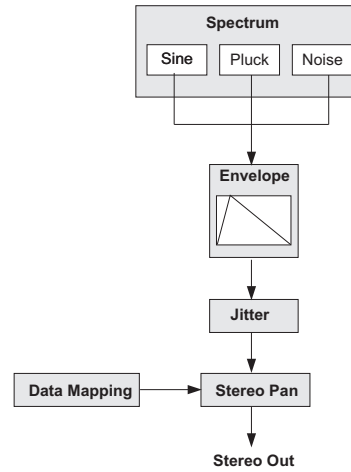 Spectrum
Sine Pluck Noise
Envelope
Jitter
Data Mapping Stereo Pan
Stereo Out